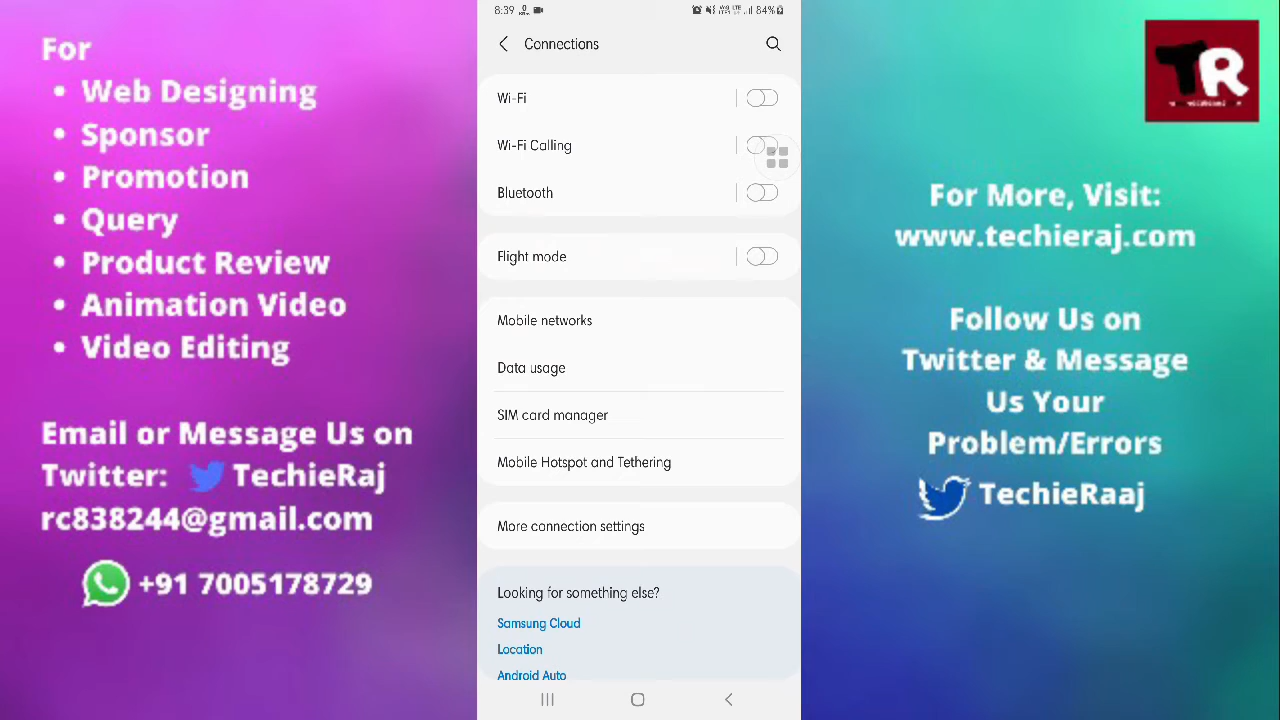 For
• Web Designing
• Sponsor
• Promotion
• Query
• Product Review
• Animation Video
• Video Editing
Email or Message Us on
Twitter: TechieRaj
rc838244@gmail.com
+91 7005178729
8:39
84%
Connections
Wi-Fi
Wi-Fi Calling
Bluetooth
Flight mode
Mobile networks
Data usage
SIM card manager
Mobile Hotspot and Tethering
More connection settings
Looking for something else?
Samsung Cloud
Location
Android Auto
TR
For More, Visit:
www.techieraj.com
Follow Us on
Twitter & Message
Us Your
Problem/Errors
TechieRaaj